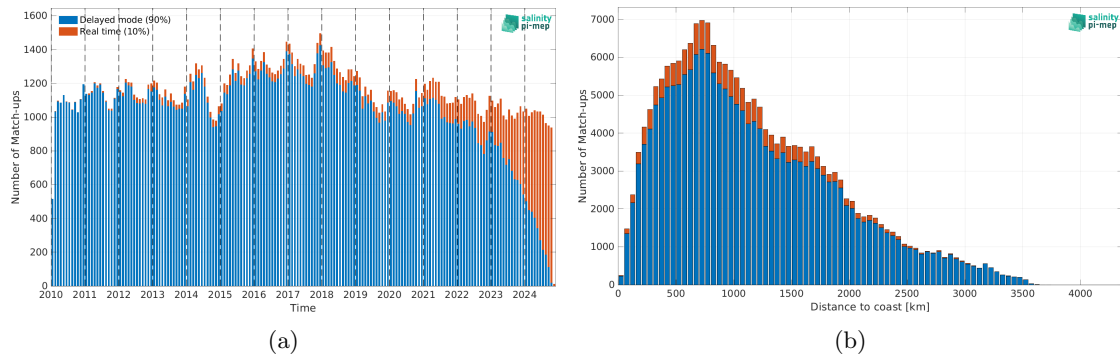 Delayed mode (90%)
Real time (10%)
salinity
pi-mep
1600
1400
1200
1000
800
600
400
200
0
Number of Match-ups
2010 2011 2012 2013 2014 2015 2016 2017 2018 2019 2020 2021 2022 2023 2024
Time
(a)
salinity
pi-mep
7000
6000
5000
4000
3000
2000
1000
0
Number of Match-ups
0 500 1000 1500 2000 2500 3000 3500 4000
Distance to coast [km]
(b)